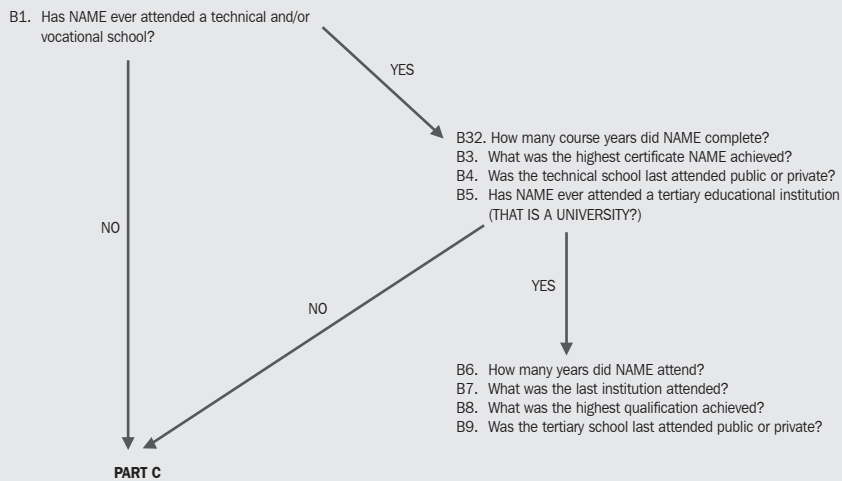 B1. Has NAME ever attended a technical and/or
vocational school?
YES
B32. How many course years did NAME complete?
B3. What was the highest certificate NAME achieved?
B4. Was the technical school last attended public or private?
B5. Has NAME ever attended a tertiary educational institution
(THAT IS A UNIVERSITY?)
NO
YES
NO
B6. How many years did NAME attend?
B7. What was the last institution attended?
B8. What was the highest qualification achieved?
B9. Was the tertiary school last attended public or private?
PART C